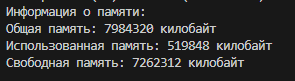 Информация о памяти:
Общая память: 7984320 килобайт
Использованная память: 519848 килобайт
Свободная память: 7262312 килобайт